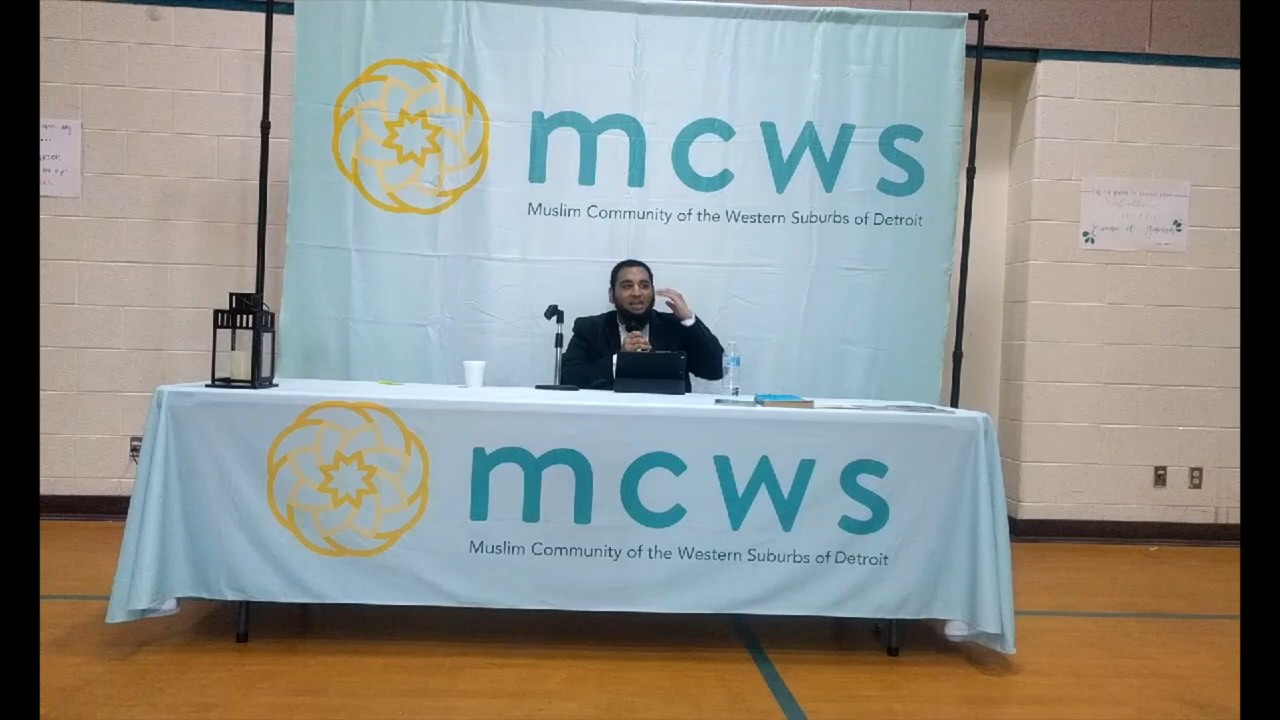 mcws
Muslim Community of the Western Suburbs of Detroit
mcws
Muslim Community of the Western Suburbs of Detroit